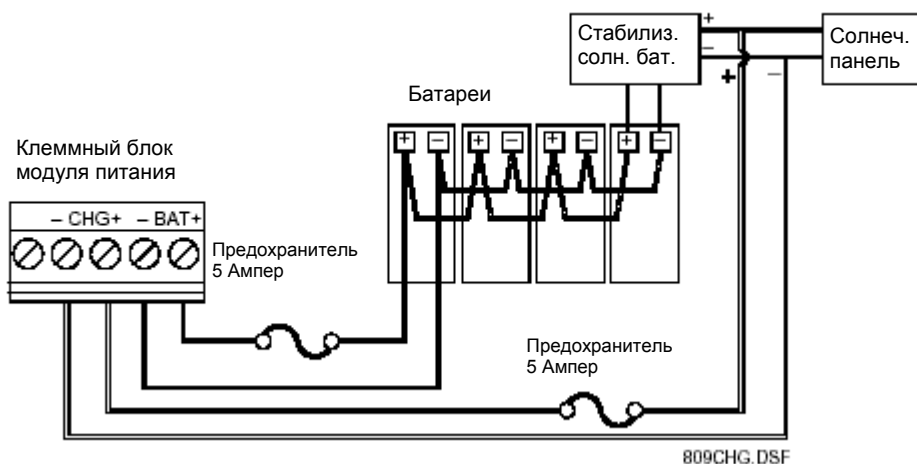 Стабилиз.
солн. бат.
+
–
+
–
Солнеч.
панель
Батареи
+ – + – + – + –
Клеммный блок
модуля питания
– CHG+ – BAT+
Предохранитель
5 Ампер
Предохранитель
5 Ампер
809CHG.DSF